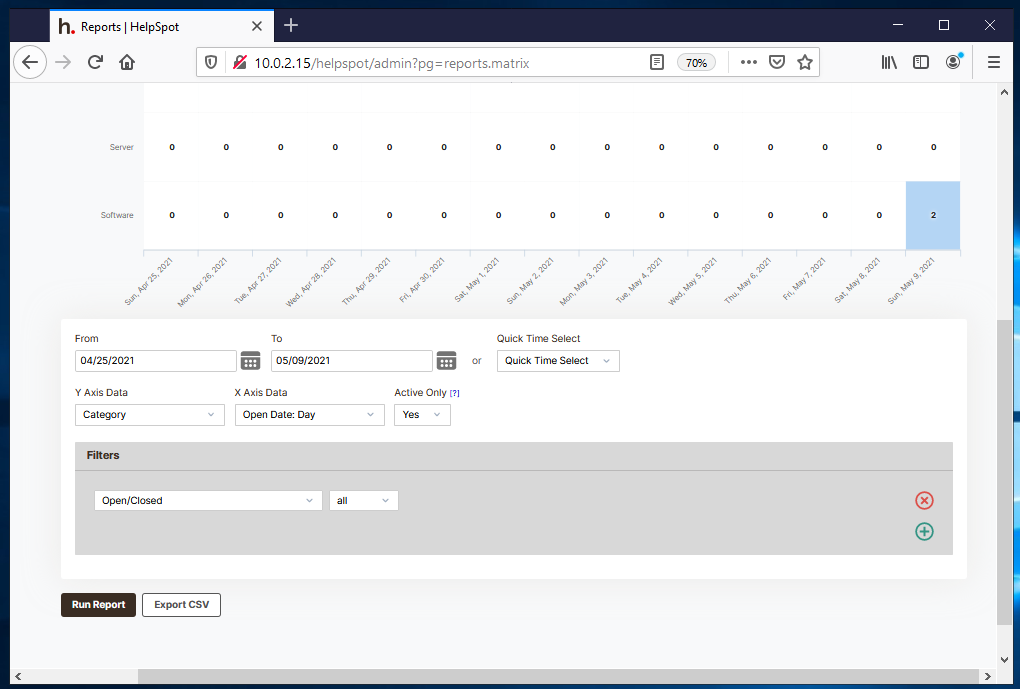 h. Reports | HelpSpot
10.0.2.15/helpspot/admin?pg=reports.matrix 70%
Server 0 0 0 0 0 0 0 0 0 0 0 0 0 0 0
Software 0 0 0 0 0 0 0 0 0 0 0 0 0 0 2
Sun, Apr 25, 2021 Mon, Apr 26, 2021 Tue, Apr 27, 2021 Wed, Apr 28, 2021 Thu, Apr 29, 2021 Fri, Apr 30, 2021 Sat, May 1, 2021 Sun, May 2, 2021 Mon, May 3, 2021 Tue, May 4, 2021 Wed, May 5, 2021 Thu, May 6, 2021 Fri, May 7, 2021 Sat, May 8, 2021 Sun, May 9, 2021
From To Quick Time Select
04/25/2021 05/09/2021 or Quick Time Select
Y Axis Data X Axis Data Active Only [?]
Category Open Date: Day Yes
Filters
Open/Closed all
Run Report Export CSV